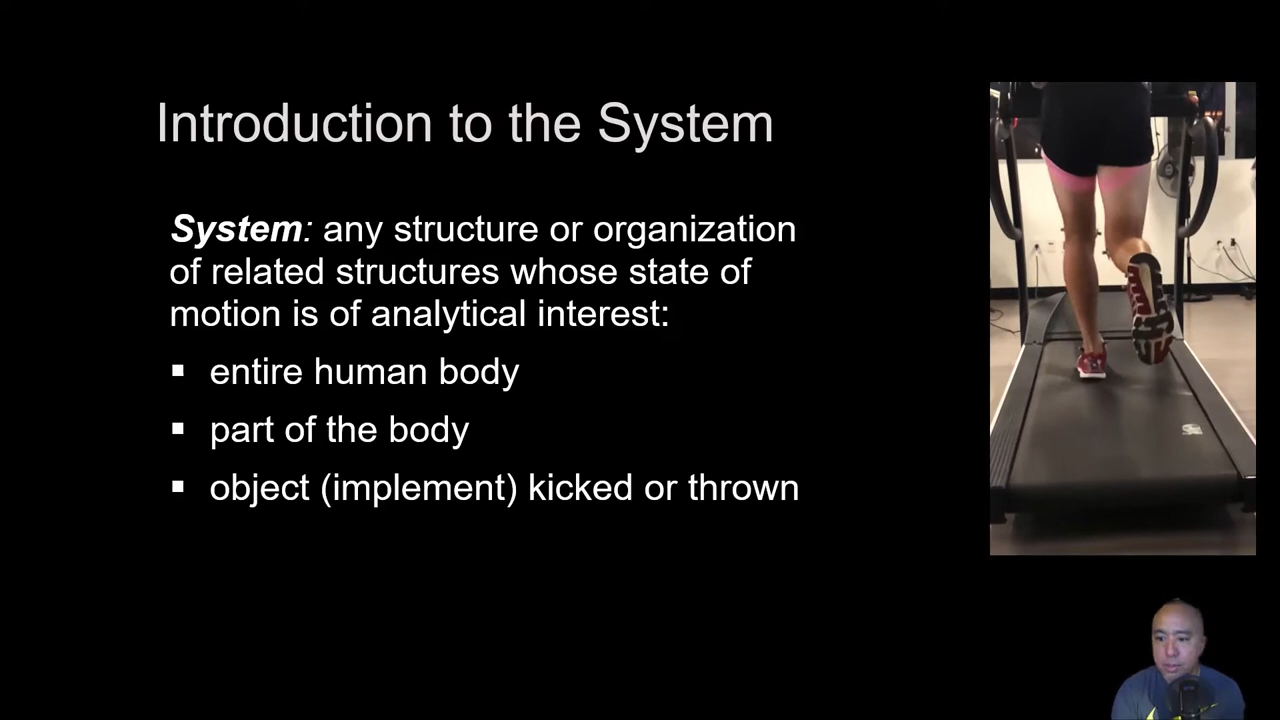 Introduction to the System
System: any structure or organization
of related structures whose state of
motion is of analytical interest:
▪ entire human body
▪ part of the body
▪ object (implement) kicked or thrown